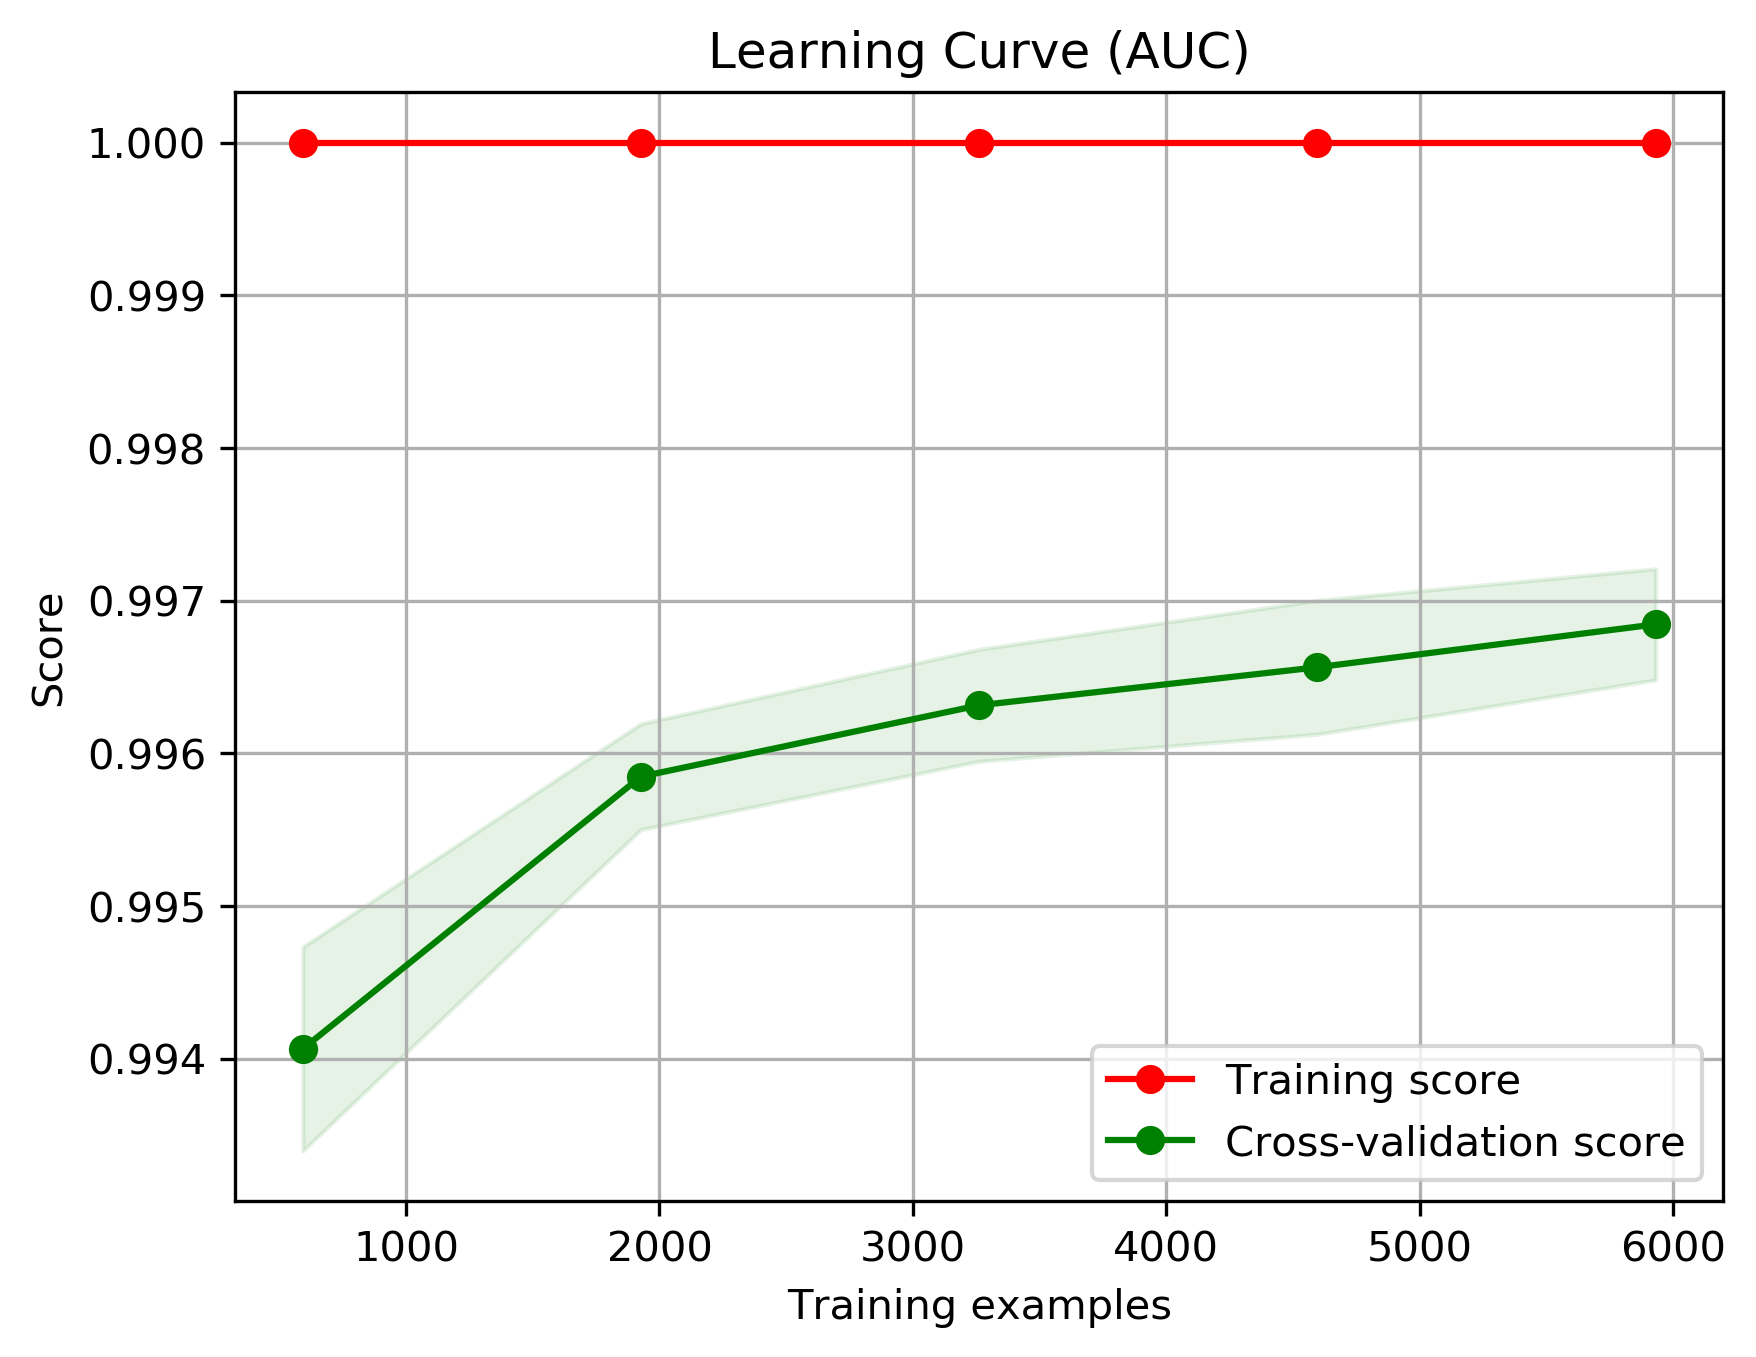 Learning Curve (AUC)
1.000
0.999
0.998
0.997
0.996
0.995
0.994
Score
Training score
Cross-validation score
1000 2000 3000 4000 5000 6000
Training examples